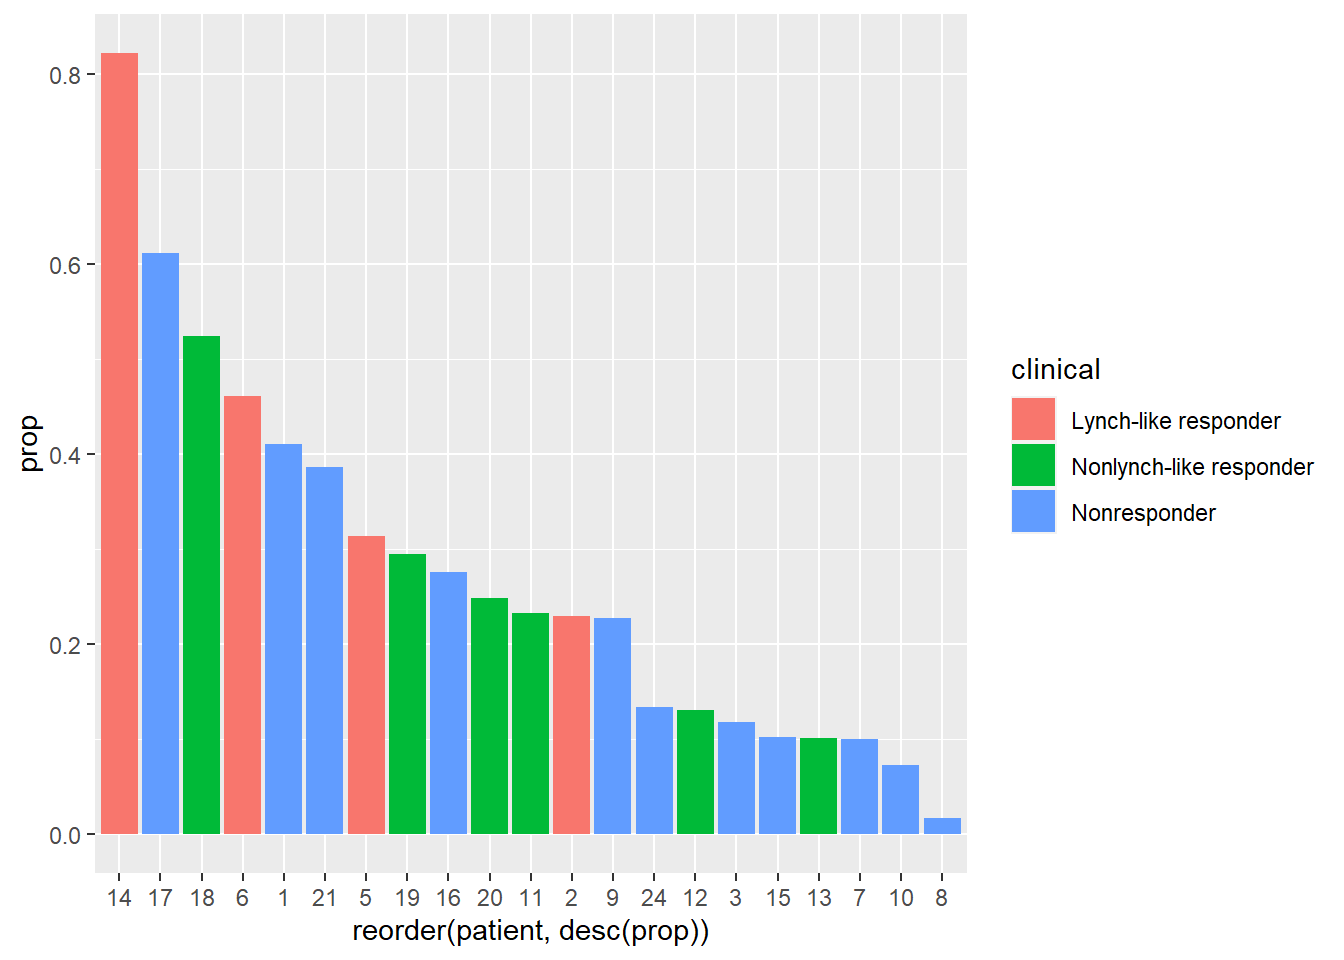 0.8
0.6
0.4
0.2
0.0
prop
14 17 18 6 1 21 5 19 16 20 11 2 9 24 12 3 15 13 7 10 8
reorder(patient, desc(prop))
clinical
Lynch-like responder
Nonlynch-like responder
Nonresponder